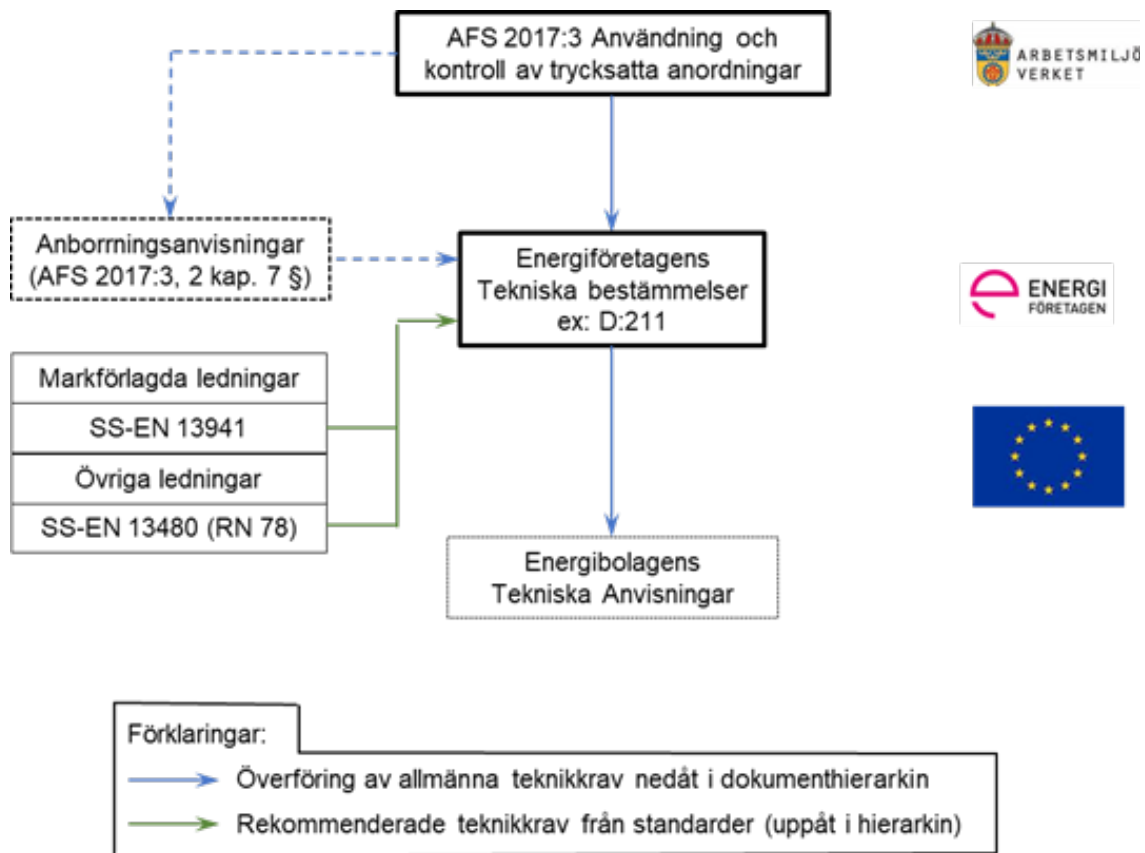 AFS 2017:3 Användning och
kontroll av trycksatta anordningar
ARBETSMILJÖ
VERKET
Anborrningsanvisningar
(AFS 2017:3, 2 kap. 7 §)
Energiföretagens
Tekniska bestämmelser
ex: D:211
ENERGI
FÖRETAGEN
Markförlagda ledningar
SS-EN 13941
Övriga ledningar
SS-EN 13480 (RN 78)
Energibolagens
Tekniska Anvisningar
Förklaringar:
Överföring av allmänna teknikkrav nedåt i dokumenthierarkin
Rekommenderade teknikkrav från standarder (uppåt i hierarkin)